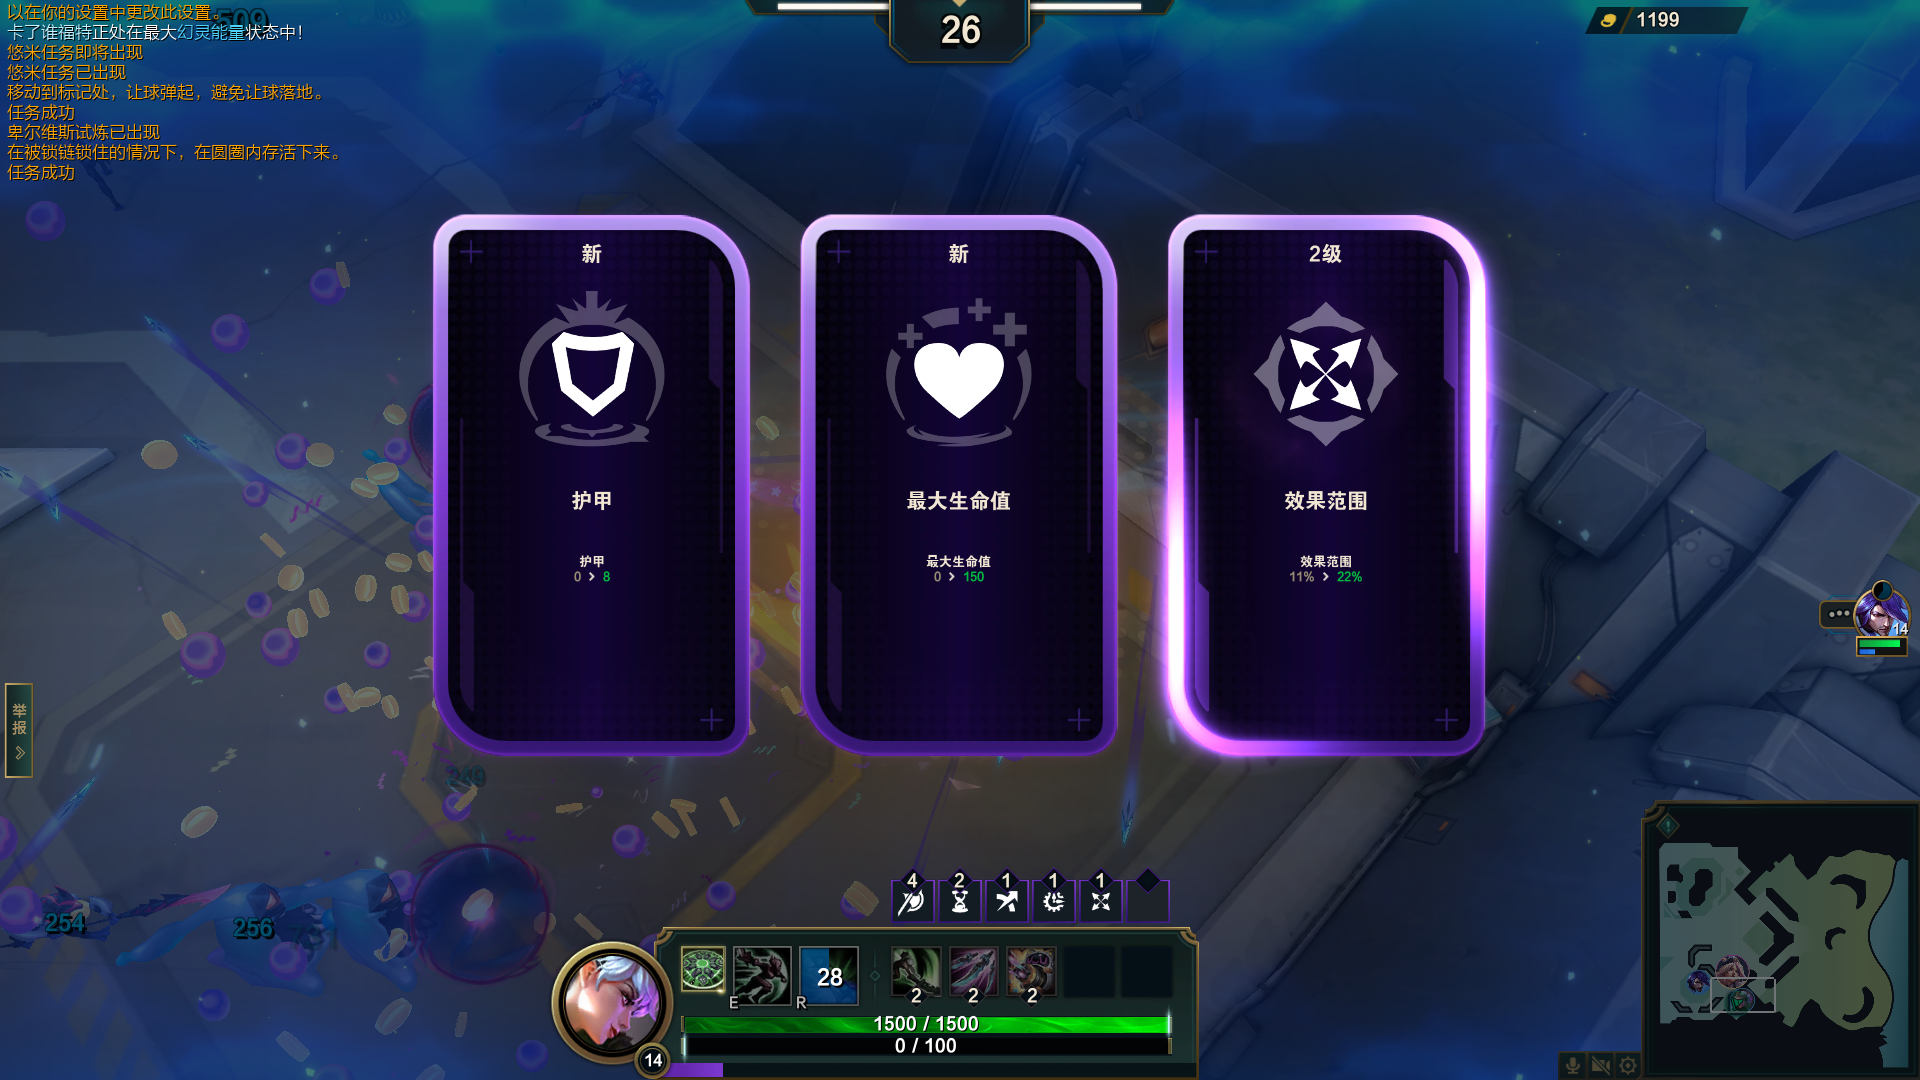 以在你的设置中更改此设置。
卡了谁福特正处在最大幻灵能量状态中!
悠米任务即将出现
悠米任务已出现
移动到标记处，让球弹起，避免让球落地。
任务成功
卑尔维斯试炼已出现
在被锁链锁住的情况下，在圆圈内存活下来。
任务成功
509
26
1199
新
护甲
护甲
0 > 8
新
最大生命值
最大生命值
0 > 150
2级
效果范围
效果范围
11% > 22%
14
举报
249
254
256
4
2
1
1
1
E
R
28
2
2
2
1500 / 1500
0 / 100
14